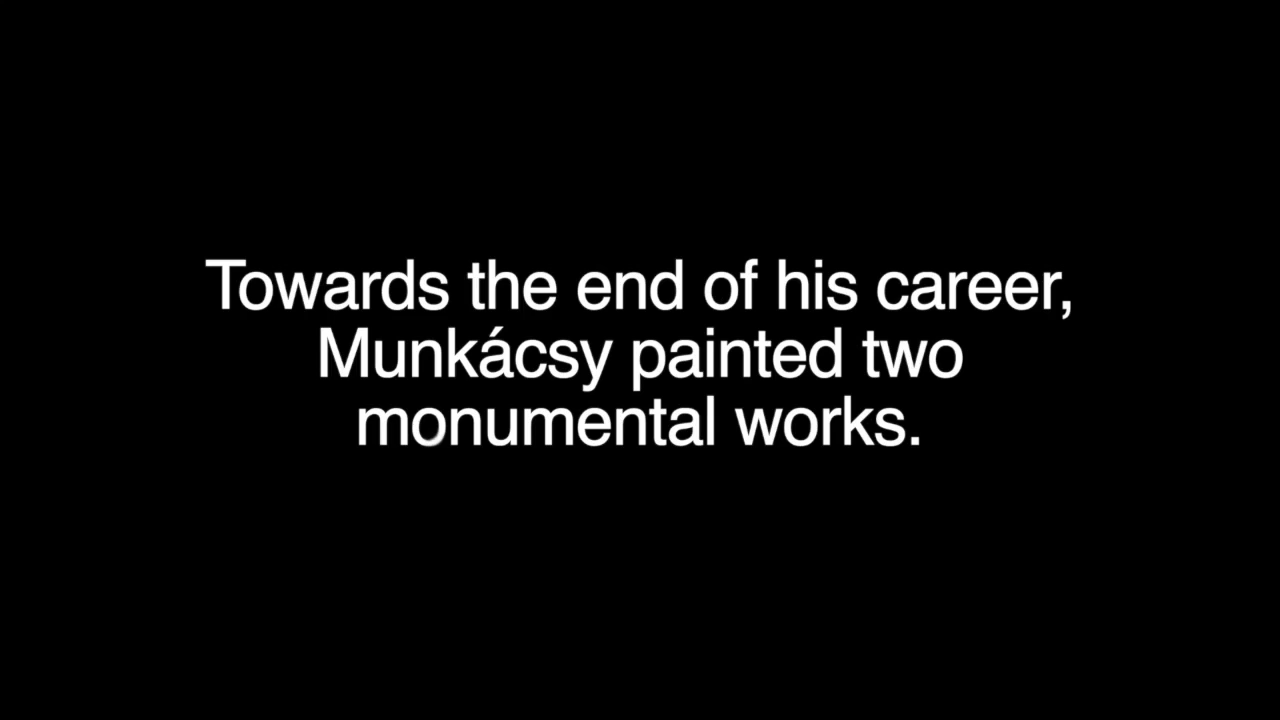 Towards the end of his career,
Munkácsy painted two
monumental works.